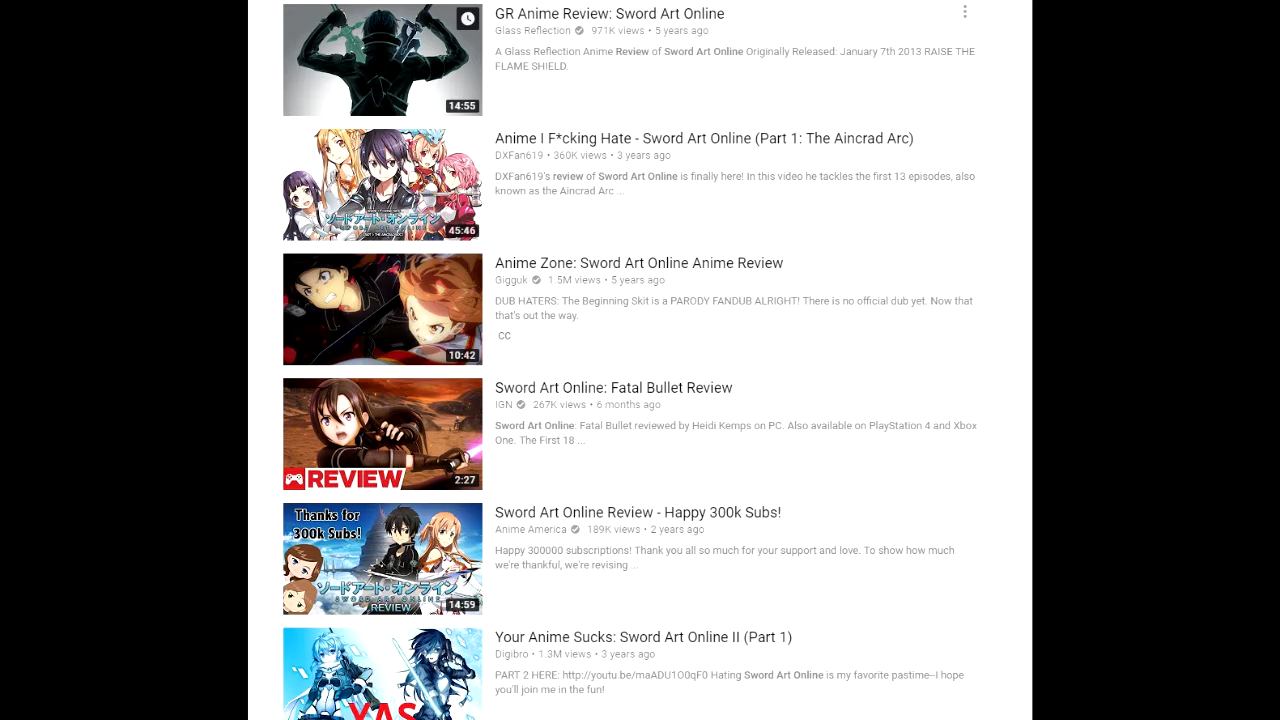 GR Anime Review: Sword Art Online
Glass Reflection 971K views • 5 years ago
A Glass Reflection Anime Review of Sword Art Online Originally Released: January 7th 2013 RAISE THE
FLAME SHIELD.
14:55
Anime I F*cking Hate - Sword Art Online (Part 1: The Aincrad Arc)
DXFan619 • 360K views • 3 years ago
DXFan619's review of Sword Art Online is finally here! In this video he tackles the first 13 episodes, also
known as the Aincrad Arc ...
ソードアート・オンライン
SWORD ART ONLINE
45:46
Anime Zone: Sword Art Online Anime Review
Gigguk 1.5M views • 5 years ago
DUB HATERS: The Beginning Skit is a PARODY FANDUB ALRIGHT! There is no official dub yet. Now that
that's out the way.
CC
10:42
Sword Art Online: Fatal Bullet Review
IGN 267K views • 6 months ago
Sword Art Online: Fatal Bullet reviewed by Heidi Kemps on PC. Also available on PlayStation 4 and Xbox
One. The First 18 ...
REVIEW
2:27
Sword Art Online Review - Happy 300k Subs!
Anime America 189K views • 2 years ago
Happy 300000 subscriptions! Thank you all so much for your support and love. To show how much
we're thankful, we're revising ...
Thanks for
300k Subs!
ソードアート・オンライン
SWORD ART ONLINE
REVIEW
14:59
Your Anime Sucks: Sword Art Online II (Part 1)
Digibro • 1.3M views • 3 years ago
PART 2 HERE: http://youtu.be/maADU1O0qF0 Hating Sword Art Online is my favorite pastime--I hope
you'll join me in the fun!
YAS